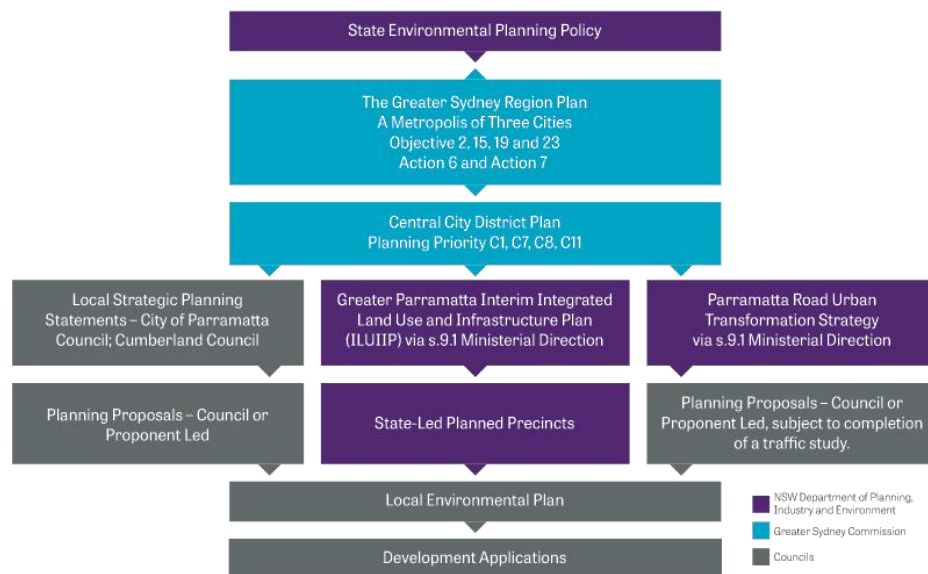 State Environmental Planning Policy
The Greater Sydney Region Plan
A Metropolis of Three Cities
Objective 2, 15, 19 and 23
Action 6 and Action 7
Central City District Plan
Planning Priority C1, C7, C8, C11
Local Strategic Planning
Statements – City of Parramatta
Council; Cumberland Council
Greater Parramatta Interim Integrated
Land Use and Infrastructure Plan
(ILUIIP) via s.9.1 Ministerial Direction
Parramatta Road Urban
Transformation Strategy
via s.9.1 Ministerial Direction
Planning Proposals – Council or
Proponent Led
State-Led Planned Precincts
Planning Proposals – Council or
Proponent Led, subject to completion
of a traffic study.
Local Environmental Plan
Development Applications
NSW Department of Planning,
Industry and Environment
Greater Sydney Commission
Councils